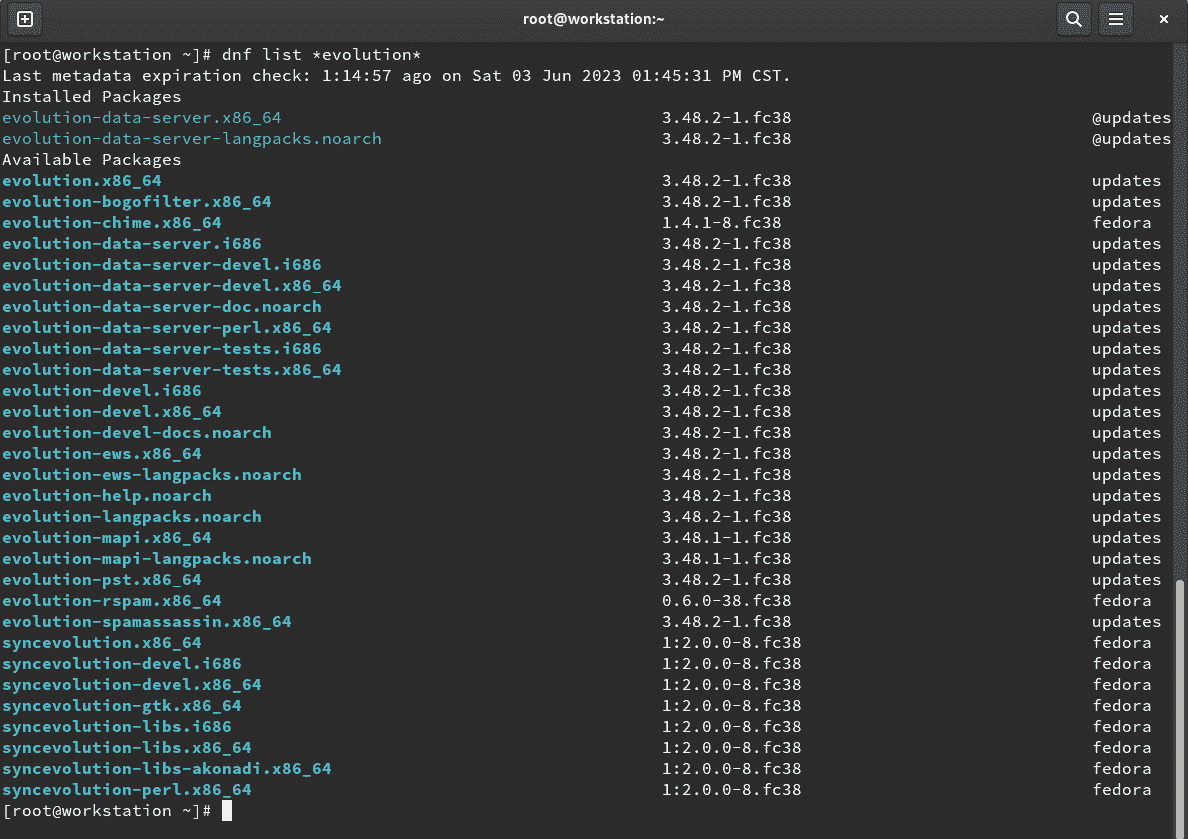 root@workstation:~
[root@workstation ~]# dnf list *evolution*
Last metadata expiration check: 1:14:57 ago on Sat 03 Jun 2023 01:45:31 PM CST.
Installed Packages
evolution-data-server.x86_64 3.48.2-1.fc38 @updates
evolution-data-server-langpacks.noarch 3.48.2-1.fc38 @updates
Available Packages
evolution.x86_64 3.48.2-1.fc38 updates
evolution-bogofilter.x86_64 3.48.2-1.fc38 updates
evolution-chime.x86_64 1.4.1-8.fc38 fedora
evolution-data-server.i686 3.48.2-1.fc38 updates
evolution-data-server-devel.i686 3.48.2-1.fc38 updates
evolution-data-server-devel.x86_64 3.48.2-1.fc38 updates
evolution-data-server-doc.noarch 3.48.2-1.fc38 updates
evolution-data-server-perl.x86_64 3.48.2-1.fc38 updates
evolution-data-server-tests.i686 3.48.2-1.fc38 updates
evolution-data-server-tests.x86_64 3.48.2-1.fc38 updates
evolution-devel.i686 3.48.2-1.fc38 updates
evolution-devel.x86_64 3.48.2-1.fc38 updates
evolution-devel-docs.noarch 3.48.2-1.fc38 updates
evolution-ews.x86_64 3.48.2-1.fc38 updates
evolution-ews-langpacks.noarch 3.48.2-1.fc38 updates
evolution-help.noarch 3.48.2-1.fc38 updates
evolution-langpacks.noarch 3.48.2-1.fc38 updates
evolution-mapi.x86_64 3.48.1-1.fc38 updates
evolution-mapi-langpacks.noarch 3.48.1-1.fc38 updates
evolution-pst.x86_64 3.48.2-1.fc38 updates
evolution-rspam.x86_64 0.6.0-38.fc38 fedora
evolution-spamassassin.x86_64 3.48.2-1.fc38 updates
syncevolution.x86_64 1:2.0.0-8.fc38 fedora
syncevolution-devel.i686 1:2.0.0-8.fc38 fedora
syncevolution-devel.x86_64 1:2.0.0-8.fc38 fedora
syncevolution-gtk.x86_64 1:2.0.0-8.fc38 fedora
syncevolution-libs.i686 1:2.0.0-8.fc38 fedora
syncevolution-libs.x86_64 1:2.0.0-8.fc38 fedora
syncevolution-libs-akonadi.x86_64 1:2.0.0-8.fc38 fedora
syncevolution-perl.x86_64 1:2.0.0-8.fc38 fedora
[root@workstation ~]#